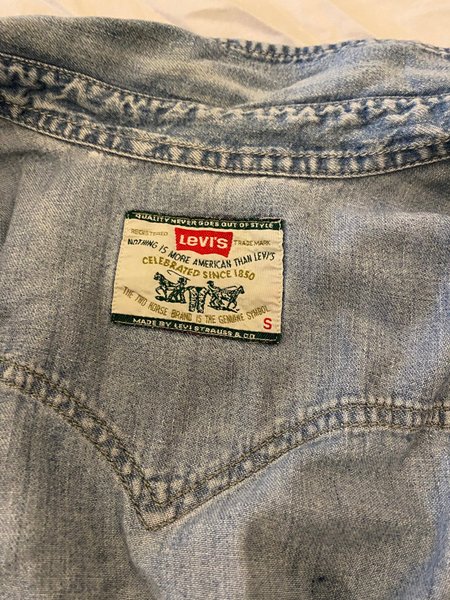 QUALITY NEVER GOES OUT OF STYLE
REGISTERED LEVI'S TRADE MARK
NOTHING IS MORE AMERICAN THAN LEVI'S
CELEBRATED SINCE 1850
THE TWO HORSE BRAND IS THE GENUINE SYMBOL
S
MADE BY LEVI STRAUSS & CO